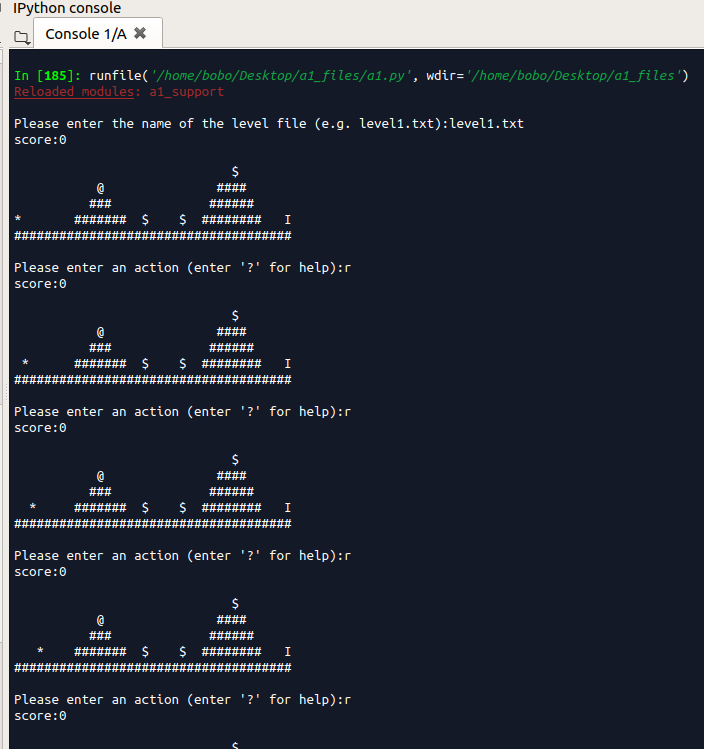 IPython console
Console 1/A
In [185]: runfile('/home/bobo/Desktop/a1_files/a1.py', wdir='/home/bobo/Desktop/a1_files')
Reloaded modules: a1_support
Please enter the name of the level file (e.g. level1.txt):level1.txt
score:0
                             $
           @               ####
          ###             ######
*       #######  $    $  ########   I
#####################################
Please enter an action (enter '?' for help):r
score:0
                             $
           @               ####
          ###             ######
 *      #######  $    $  ########   I
#####################################
Please enter an action (enter '?' for help):r
score:0
                             $
           @               ####
          ###             ######
  *     #######  $    $  ########   I
#####################################
Please enter an action (enter '?' for help):r
score:0
                             $
           @               ####
          ###             ######
   *    #######  $    $  ########   I
#####################################
Please enter an action (enter '?' for help):r
score:0
                             $